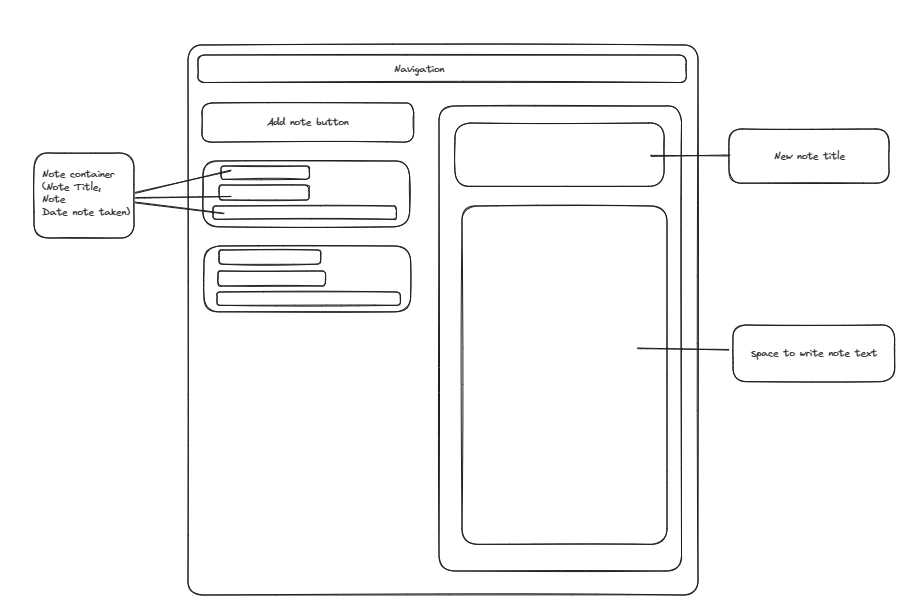 Navigation
Add note button
Note container
(Note Title,
Note
Date note taken)
New note title
Space to write note text